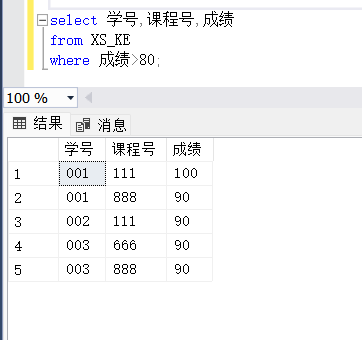 select 学号,课程号,成绩
from XS_KE
where 成绩>80;
100 %
结果 消息
学号 课程号 成绩
1 001 111 100
2 001 888 90
3 002 111 90
4 003 666 90
5 003 888 90